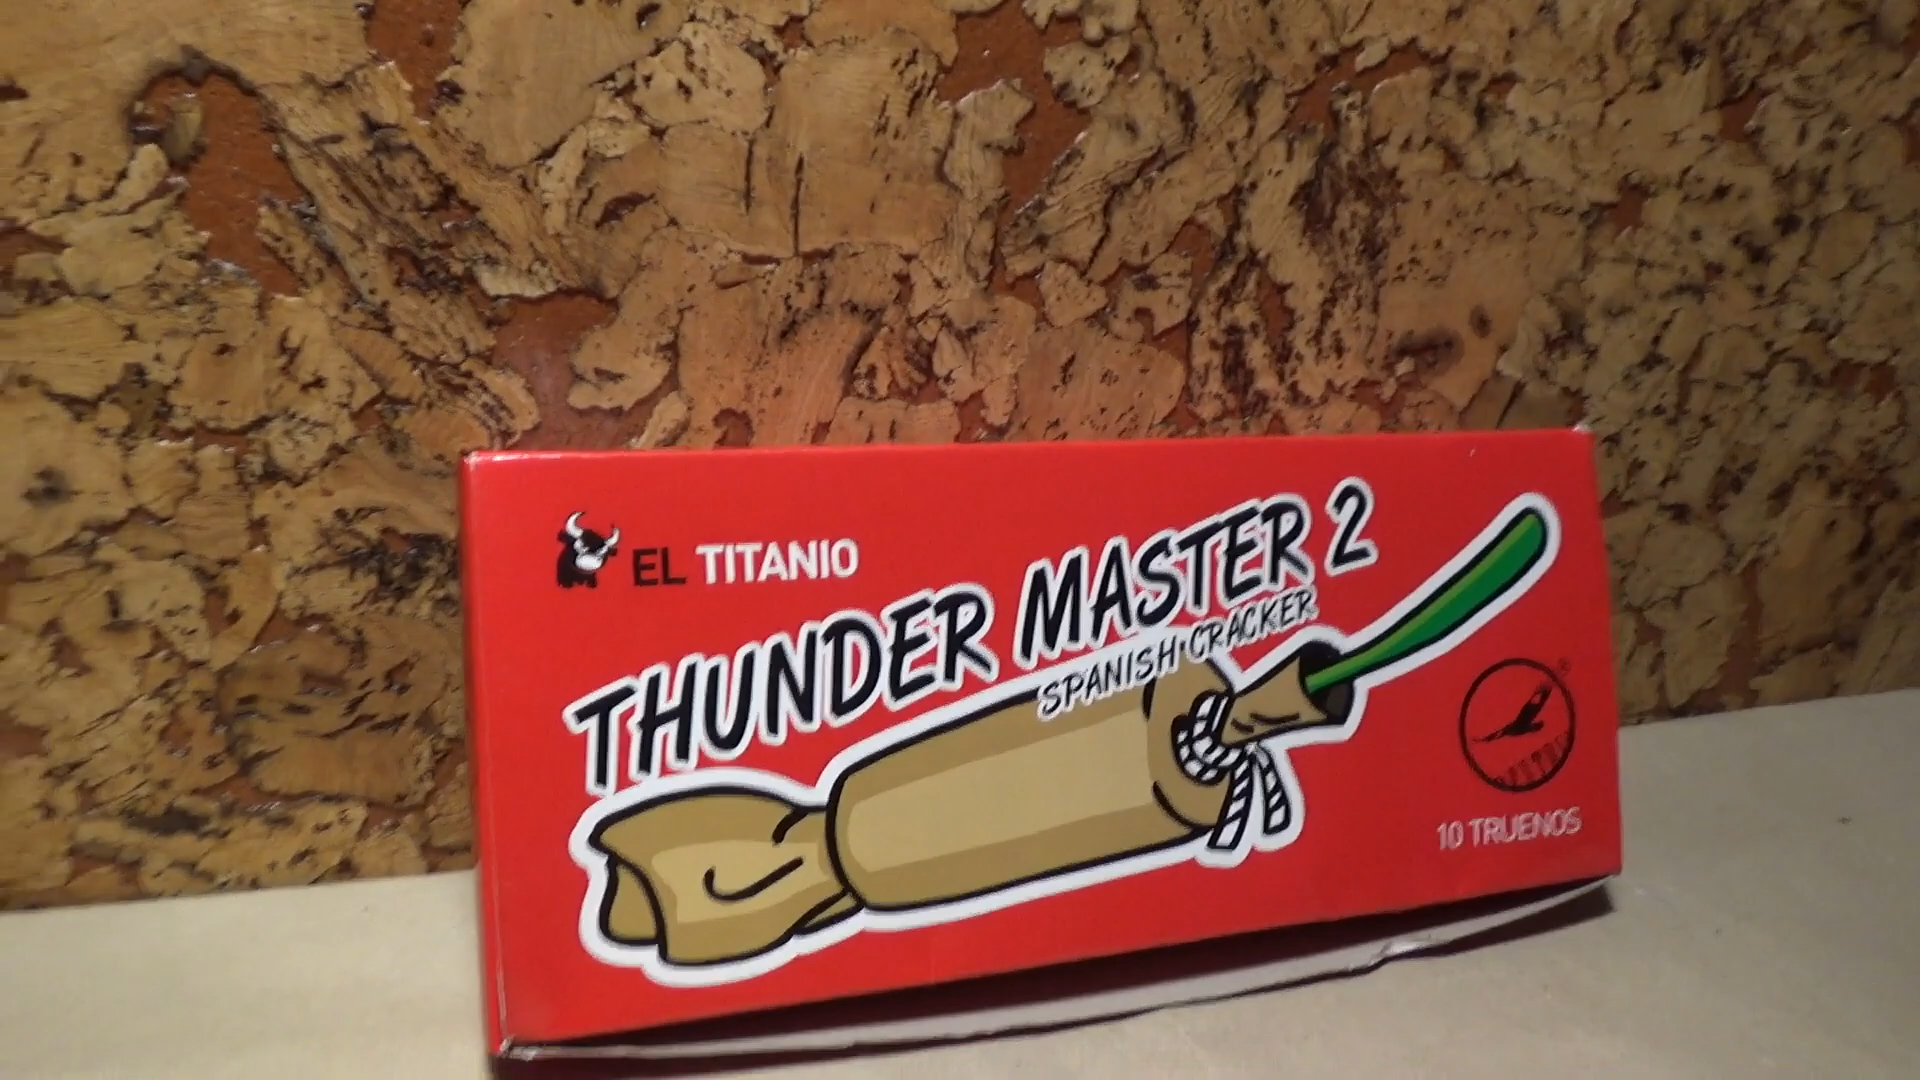 EL TITANIO
THUNDER MASTER 2
SPANISH CRACKER
10 TRUENOS